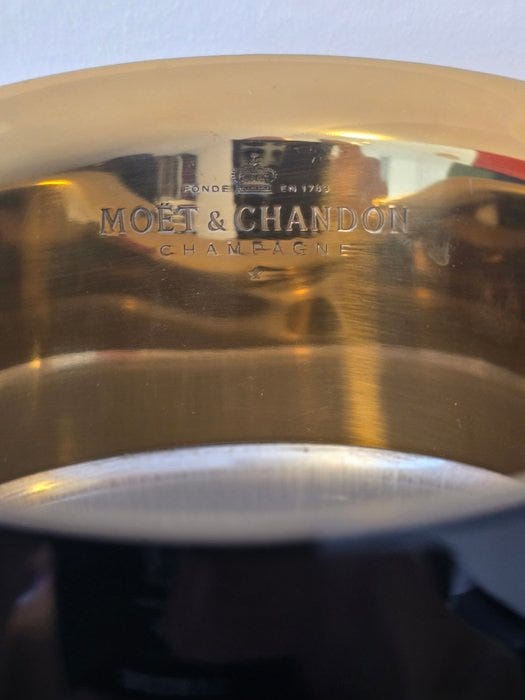 FONDÉ EN 1743
MOËT & CHANDON
CHAMPAGNE